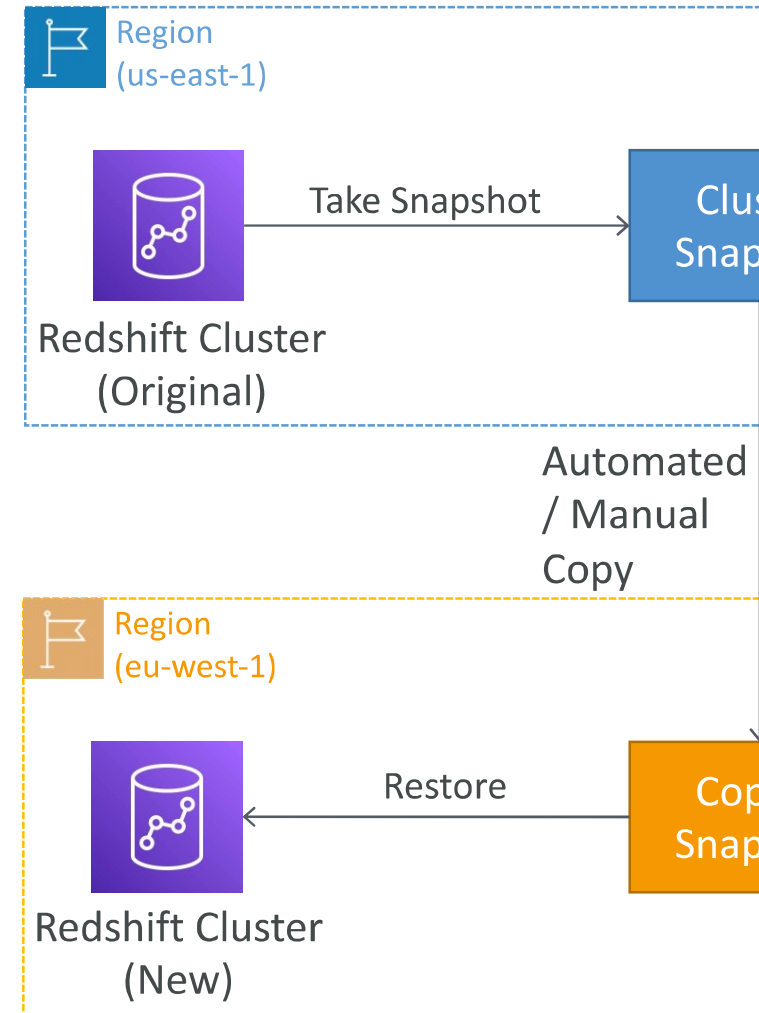 Region
(us-east-1)
Take Snapshot
Redshift Cluster
(Original)
Automated
/ Manual
Copy
Region
(eu-west-1)
Restore
Redshift Cluster
(New)